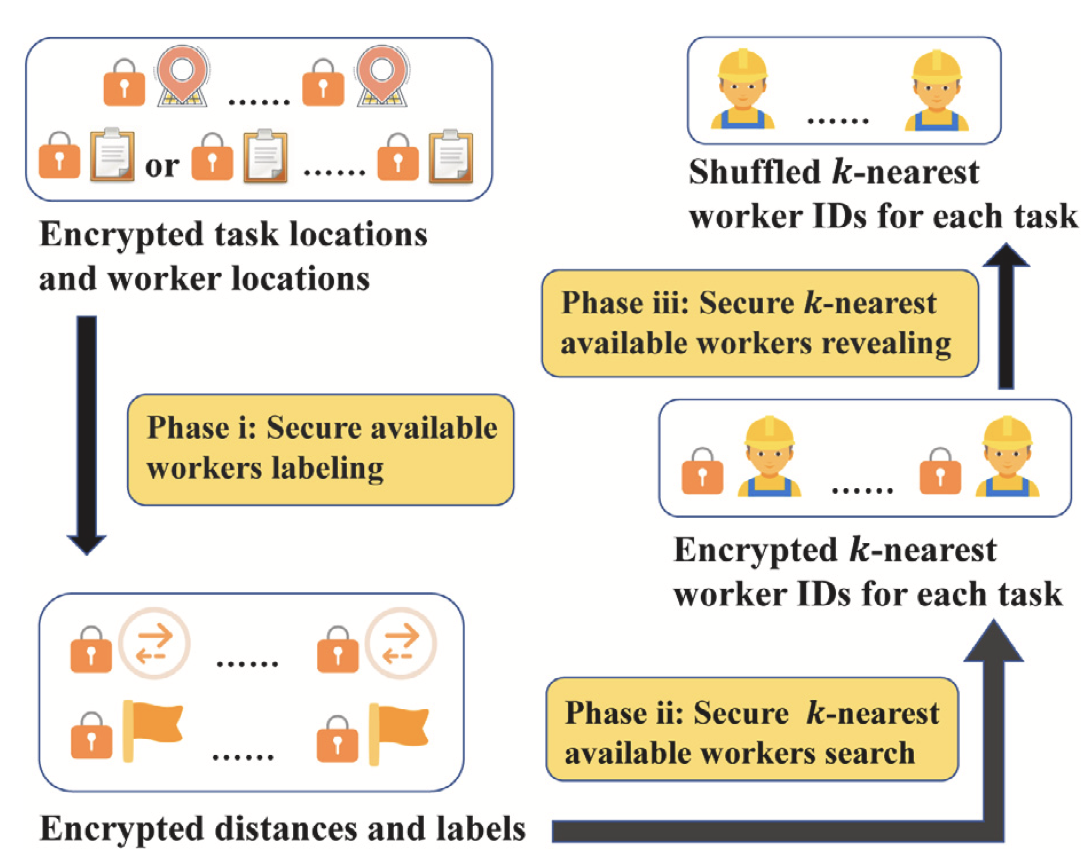 ...... 
or ......
Encrypted task locations
and worker locations
Phase i: Secure available
workers labeling
......
......
Encrypted distances and labels
Phase ii: Secure k-nearest
available workers search
......
Encrypted k-nearest
worker IDs for each task
Phase iii: Secure k-nearest
available workers revealing
......
Shuffled k-nearest
worker IDs for each task